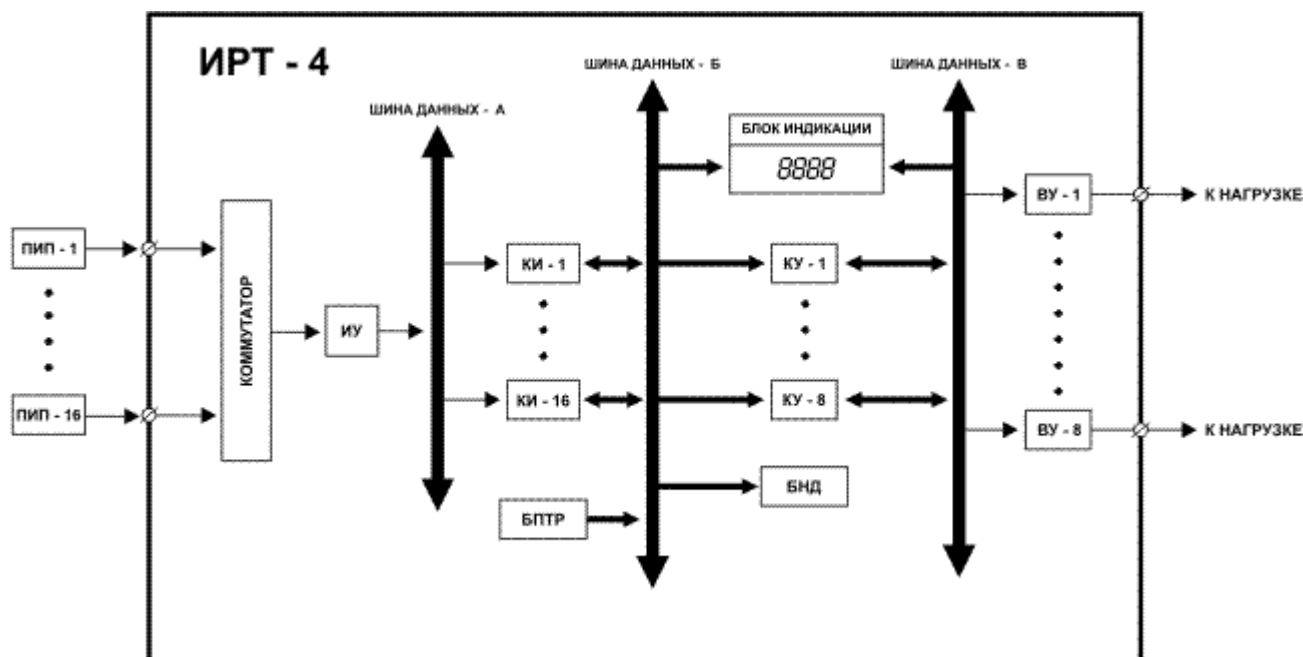 ИРТ - 4
ШИНА ДАННЫХ - А
ШИНА ДАННЫХ - Б
ШИНА ДАННЫХ - В
БЛОК ИНДИКАЦИИ
8888
ПИП - 1
ПИП - 16
КОММУТАТОР
ИУ
КИ - 1
КИ - 16
БПТР
КУ - 1
КУ - 8
БНД
ВУ - 1
ВУ - 8
К НАГРУЗКЕ
К НАГРУЗКЕ